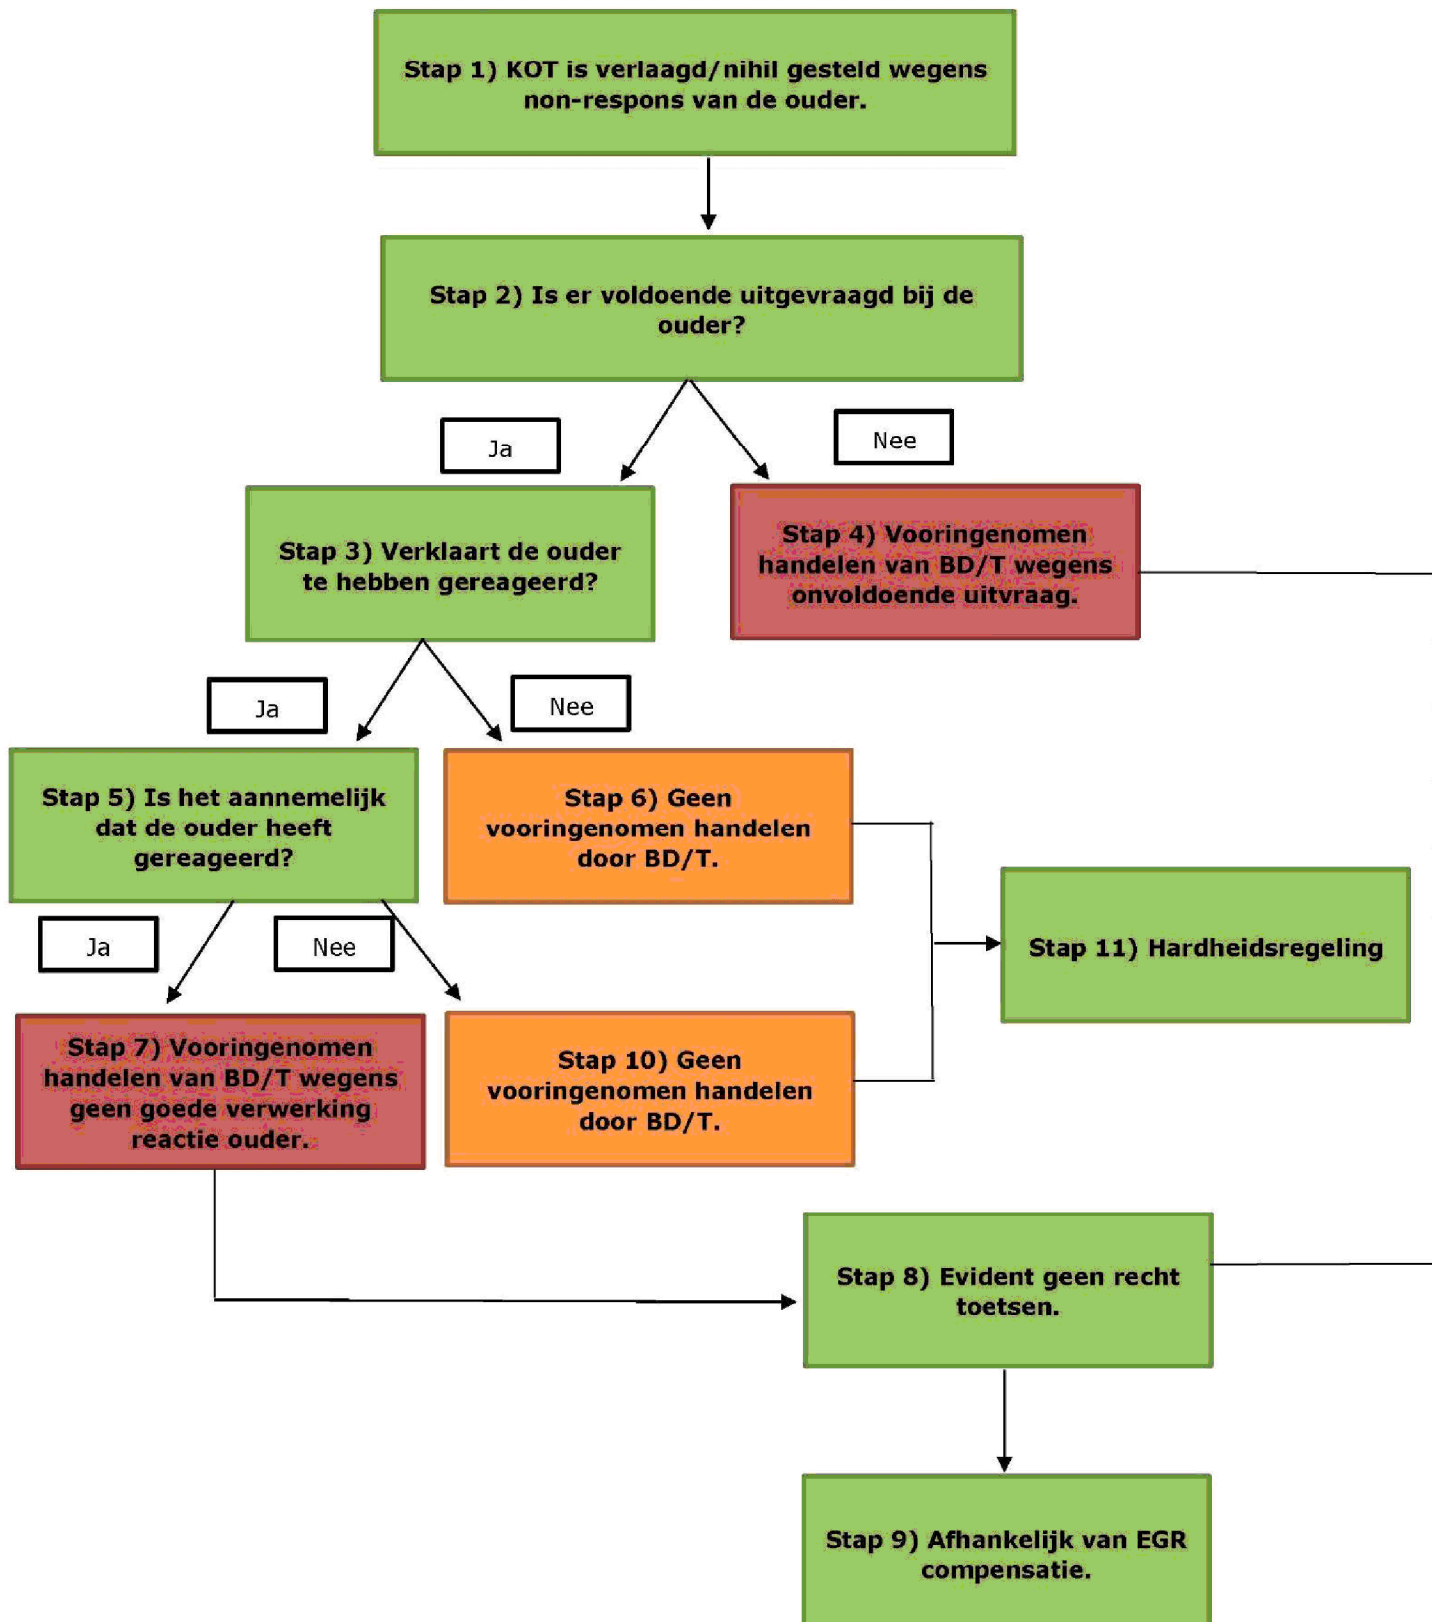 Stap 1) KOT is verlaagd/nihil gesteld wegens
non-respons van de ouder.
Stap 2) Is er voldoende uitgevraagd bij de
ouder?
Ja
Nee
Stap 3) Verklaart de ouder
te hebben gereageerd?
Stap 4) Vooringenomen
handelen van BD/T wegens
onvoldoende uitvraag.
Ja
Nee
Stap 5) Is het aannemelijk
dat de ouder heeft
gereageerd?
Stap 6) Geen
vooringenomen handelen
door BD/T.
Stap 11) Hardheidsregeling
Ja
Nee
Stap 7) Vooringenomen
handelen van BD/T wegens
geen goede verwerking
reactie ouder.
Stap 10) Geen
vooringenomen handelen
door BD/T.
Stap 8) Evident geen recht
toetsen.
Stap 9) Afhankelijk van EGR
compensatie.